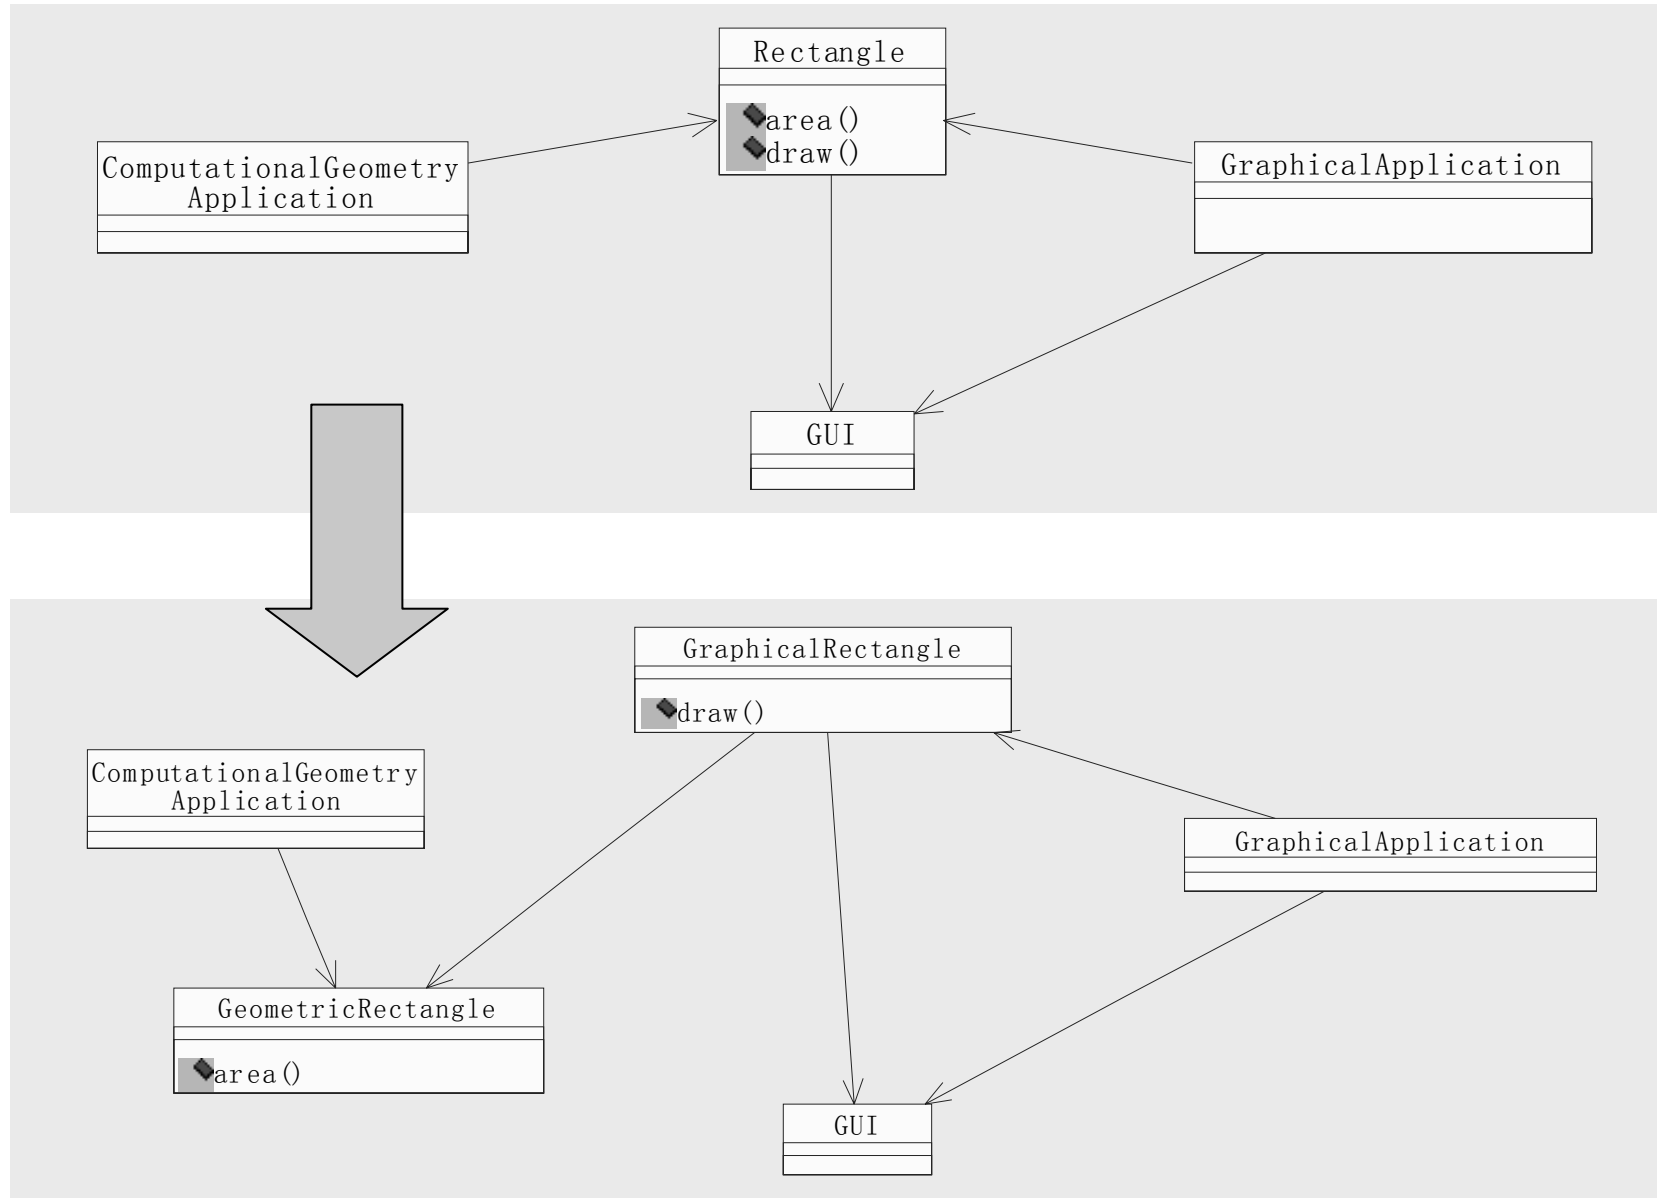 Rectangle
area()
draw()
ComputationalGeometry
Application
GraphicalApplication
GUI
GraphicalRectangle
draw()
ComputationalGeometry
Application
GraphicalApplication
GeometricRectangle
area()
GUI